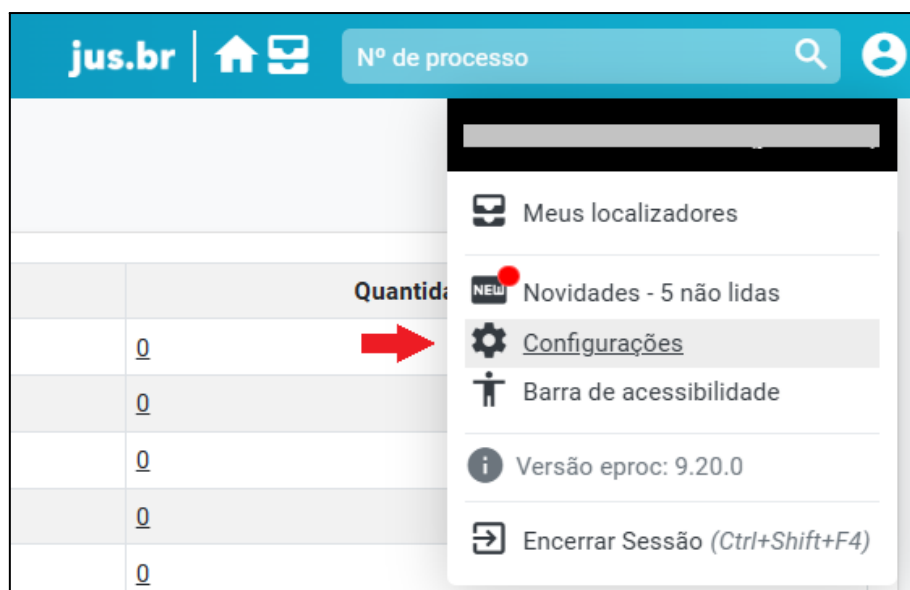 jus.br
Nº de processo
Meus localizadores
NEW
Novidades - 5 não lidas
Quantida
Configurações
0
Barra de acessibilidade
0
0
i Versão eproc: 9.20.0
0
Encerrar Sessão (Ctrl+Shift+F4)
0